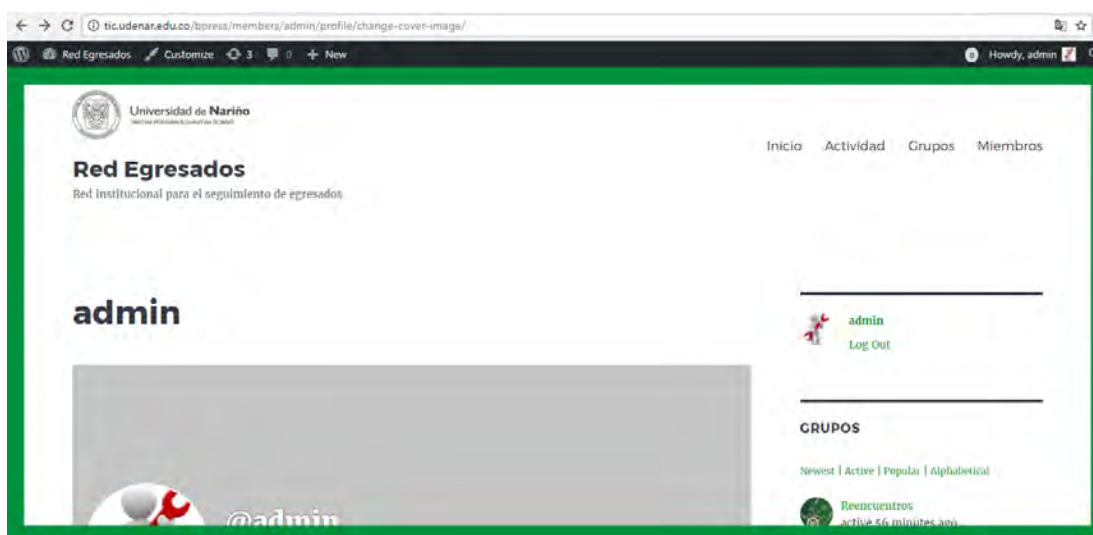 tic.udenar.edu.co/bpress/members/admin/profile/change-cover-image/
Red Egresados Customize 3 0 New
0 Howdy, admin
Universidad de Nariño
Inicio Actividad Grupos Miembros
Red Egresados
Red institucional para el seguimiento de egresados
admin
admin
Log Out
GRUPOS
Newest | Active | Popular | Alphabetical
@admin
Reencuentros
active 56 minutes ago